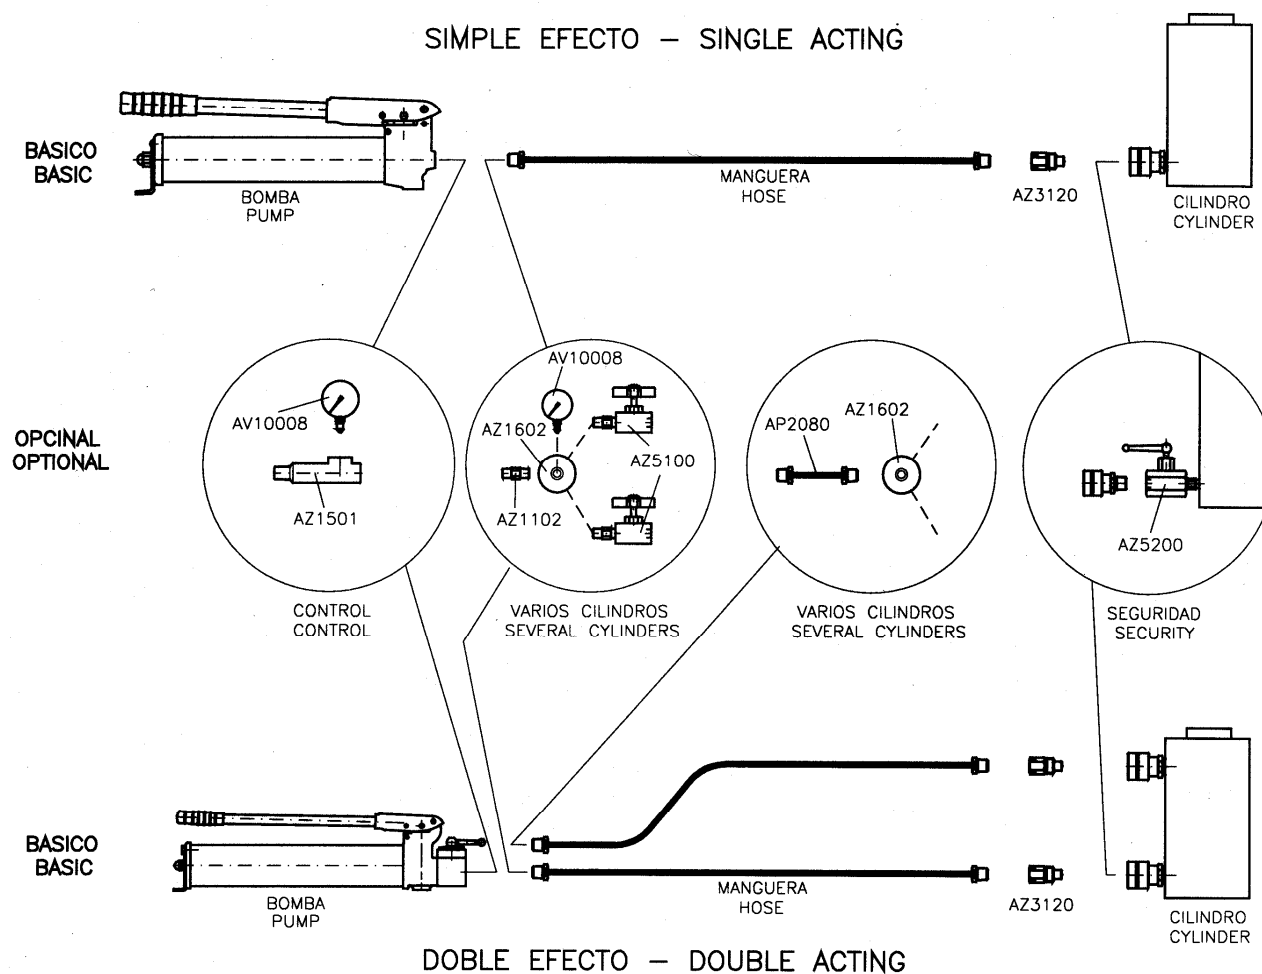 SIMPLE EFECTO – SINGLE ACTING
BASICO
BASIC
BOMBA
PUMP
MANGUERA
HOSE
AZ3120
CILINDRO
CYLINDER
OPCINAL
OPTIONAL
AV10008
AZ1501
CONTROL
CONTROL
AV10008
AZ1602
AZ5100
AZ1102
VARIOS CILINDROS
SEVERAL CYLINDERS
AZ1602
AP2080
VARIOS CILINDROS
SEVERAL CYLINDERS
AZ5200
SEGURIDAD
SECURITY
BASICO
BASIC
BOMBA
PUMP
MANGUERA
HOSE
AZ3120
CILINDRO
CYLINDER
DOBLE EFECTO – DOUBLE ACTING